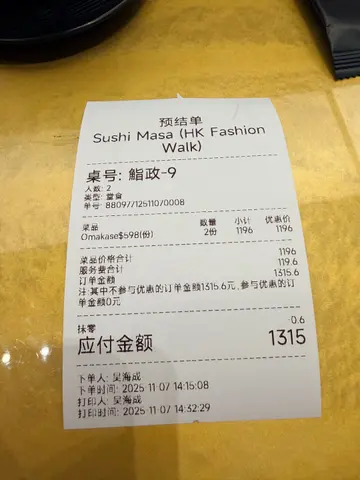 预结单
Sushi Masa (HK Fashion
Walk)
桌号: 鮨政-9
人数: 2
类型: 堂食
单号: 88097712511070008
菜品 数量 小计 优惠价
Omakase$598(份) 2份 1196 1196
菜品价格合计 1196
服务费合计 119.6
订单金额 1315.6
注:其中不参与优惠的订单金额1315.6元,参与优惠的订
单金额0元
抹零 0.6
应付金额 1315
下单人: 吴海成
下单时间: 2025-11-07 14:15:08
打印人: 吴海成
打印时间: 2025-11-07 14:32:29